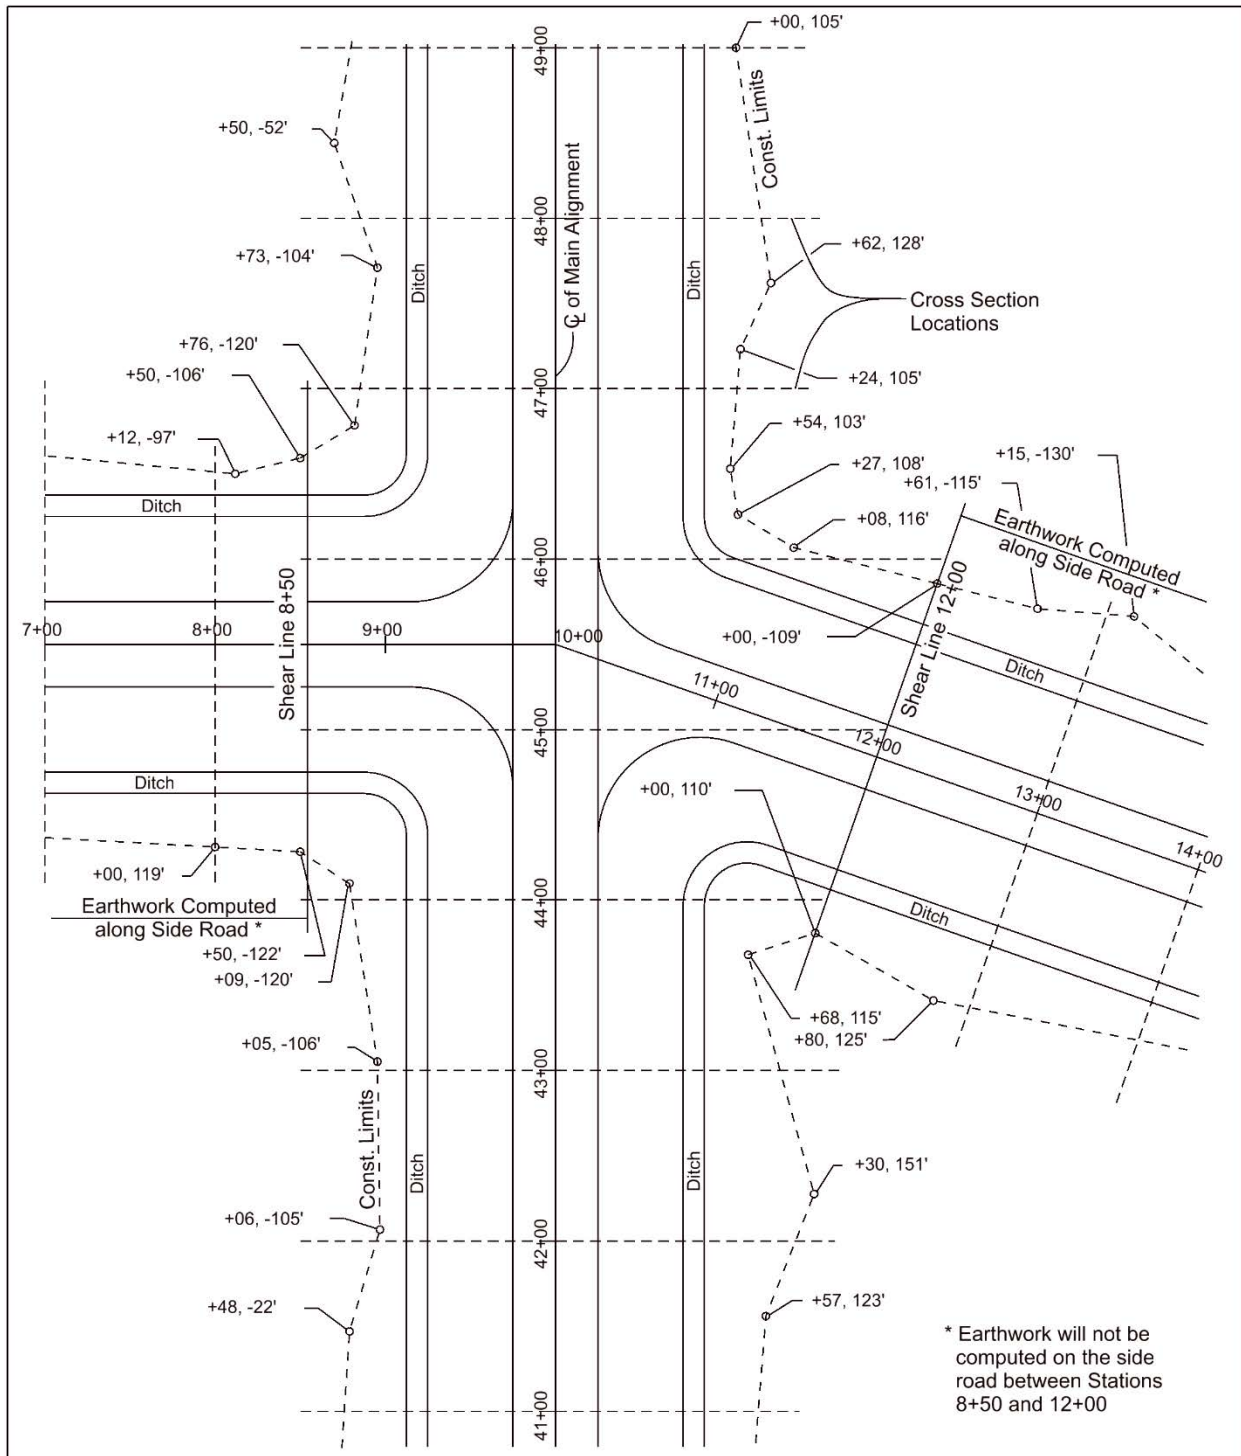 +00, 105'
49+00
Const. Limits
+50, -52'
℄ of Main Alignment
48+00
+62, 128'
+73, -104'
Ditch
Ditch
Cross Section
Locations
+76, -120'
+50, -106'
47+00
+24, 105'
+12, -97'
+54, 103'
+15, -130'
+27, 108'
+61, -115'
Ditch
+08, 116'
Earthwork Computed
along Side Road *
46+00
Shear Line 8+50
Shear Line 12+00
7+00
8+00
9+00
10+00
+00, -109'
Ditch
11+00
45+00
12+00
Ditch
+00, 110'
13+00
14+00
+00, 119'
44+00
Ditch
Earthwork Computed
along Side Road *
+50, -122'
+09, -120'
+68, 115'
+80, 125'
+05, -106'
43+00
Const. Limits
Ditch
Ditch
+30, 151'
+06, -105'
42+00
+48, -22'
+57, 123'
41+00
* Earthwork will not be
computed on the side
road between Stations
8+50 and 12+00